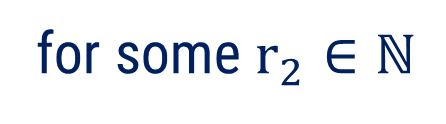 for some r₂ ∈ ℕ